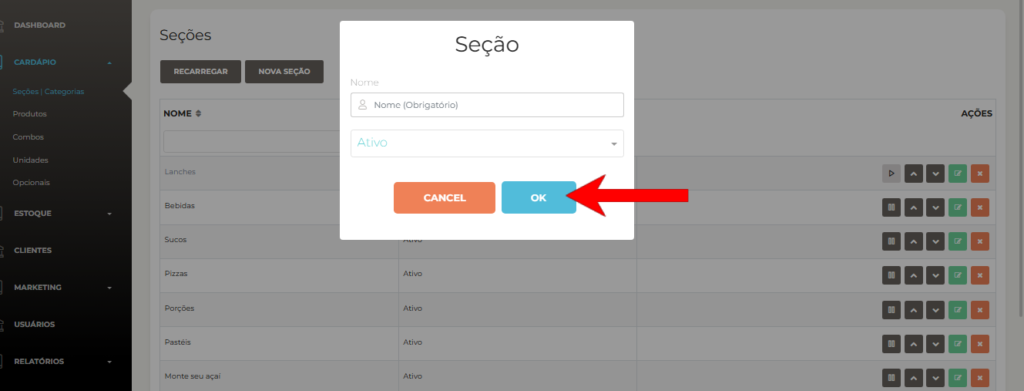 DASHBOARD
CARDÁPIO
Seções | Categorias
Produtos
Combos
Unidades
Opcionais
ESTOQUE
CLIENTES
MARKETING
USUÁRIOS
RELATÓRIOS
Seções
RECARREGAR NOVA SEÇÃO
NOME AÇÕES
Lanches
Bebidas
Sucos Ativo
Pizzas Ativo
Porções Ativo
Pastéis Ativo
Monte seu açaí Ativo
Seção
Nome
Nome (Obrigatório)
Ativo
CANCEL OK